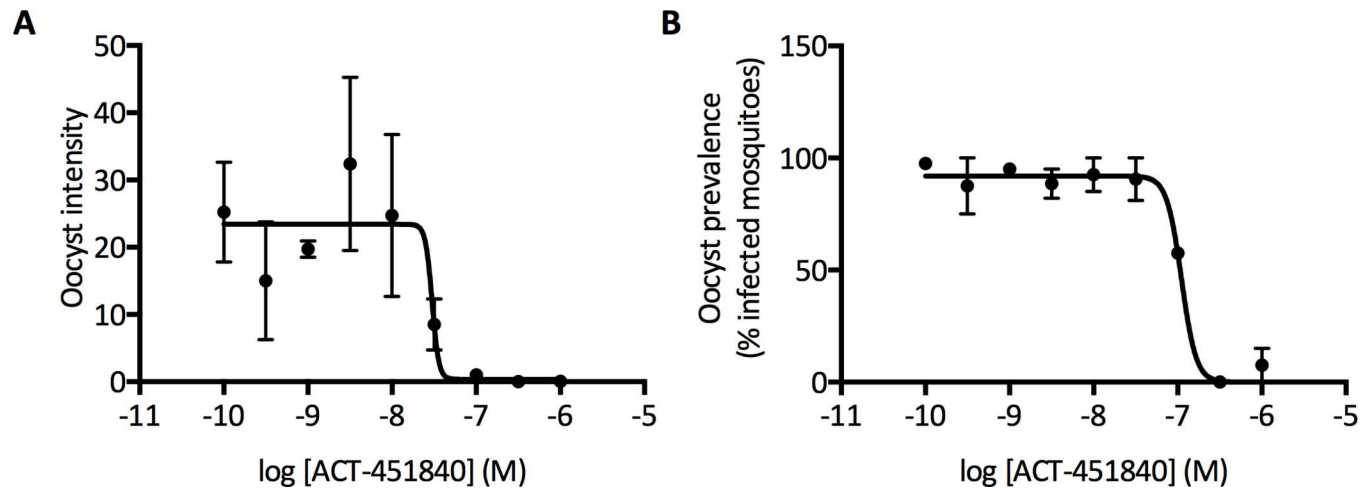 A
Oocyst intensity
50
40
30
20
10
0
-11 -10 -9 -8 -7 -6 -5
log [ACT-451840] (M)
B
Oocyst prevalence
(% infected mosquitoes)
150
100
50
0
-11 -10 -9 -8 -7 -6 -5
log [ACT-451840] (M)